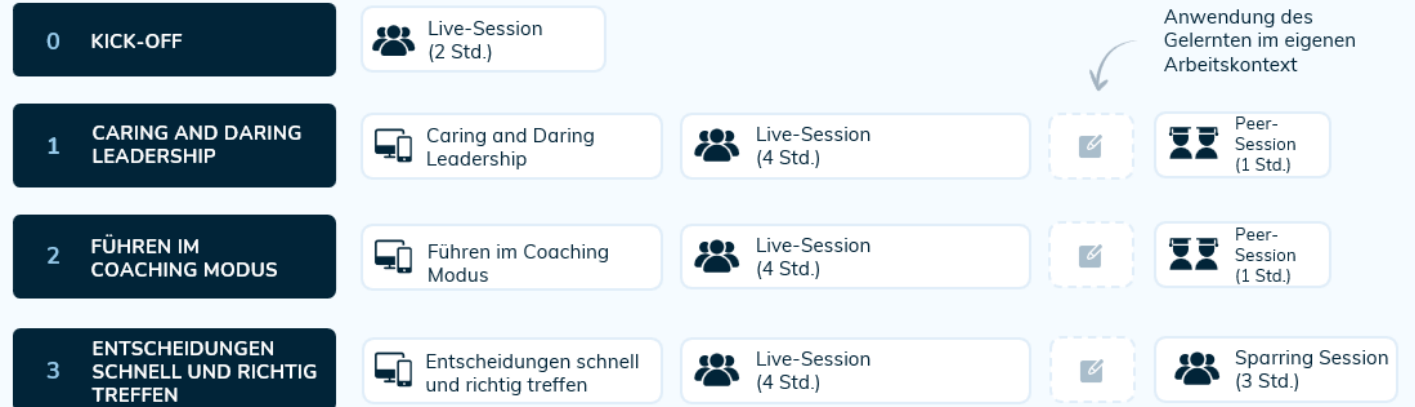 0 KICK-OFF
Live-Session
(2 Std.)
Anwendung des
Gelernten im eigenen
Arbeitskontext
1
CARING AND DARING
LEADERSHIP
Caring and Daring
Leadership
Live-Session
(4 Std.)
Peer-
Session
(1 Std.)
2
FÜHREN IM
COACHING MODUS
Führen im Coaching
Modus
Live-Session
(4 Std.)
Peer-
Session
(1 Std.)
3
ENTSCHEIDUNGEN
SCHNELL UND RICHTIG
TREFFEN
Entscheidungen schnell
und richtig treffen
Live-Session
(4 Std.)
Sparring Session
(3 Std.)